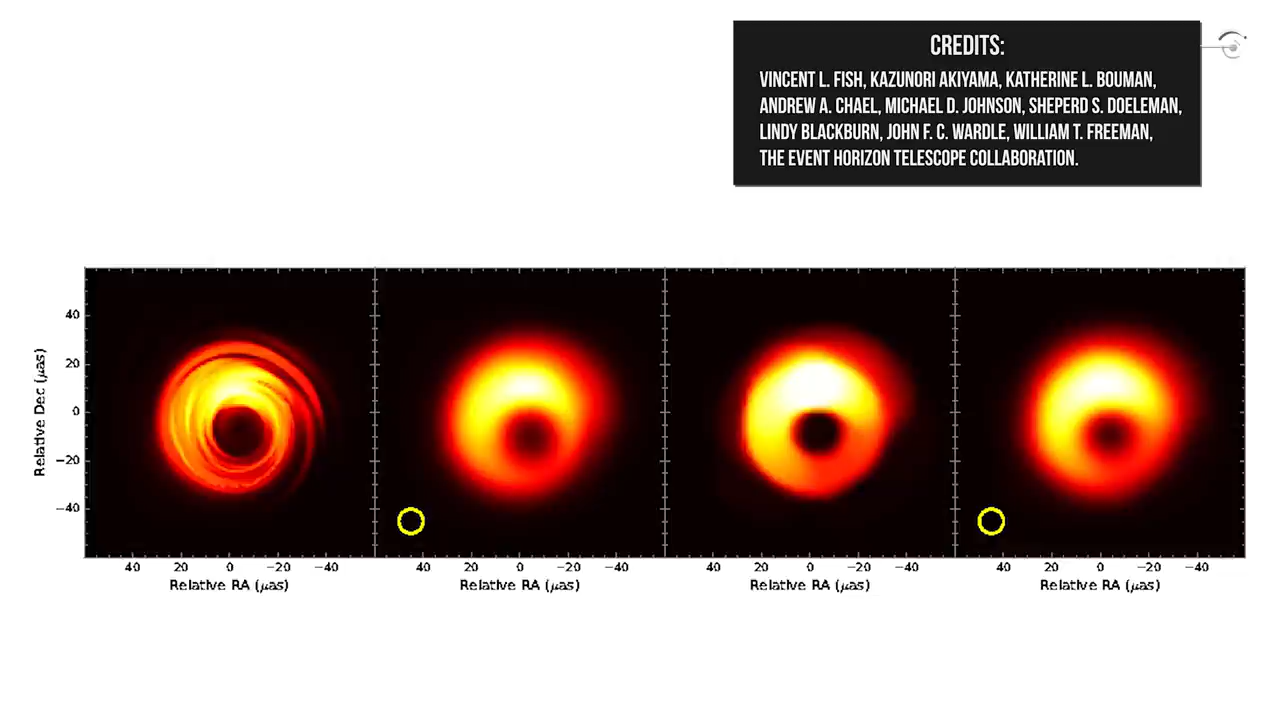 CREDITS:
VINCENT L. FISH, KAZUNORI AKIYAMA, KATHERINE L. BOUMAN,
ANDREW A. CHAEL, MICHAEL D. JOHNSON, SHEPERD S. DOELEMAN,
LINDY BLACKBURN, JOHN F. C. WARDLE, WILLIAM T. FREEMAN,
THE EVENT HORIZON TELESCOPE COLLABORATION.
Relative Dec (μas)
40
20
0
−20
−40
40 20 0 −20 −40 40 20 0 −20 −40 40 20 0 −20 −40 40 20 0 −20 −40
Relative RA (μas) Relative RA (μas) Relative RA (μas) Relative RA (μas)